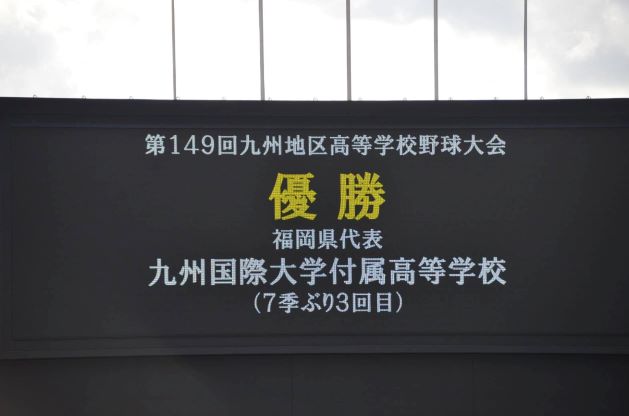 第149回九州地区高等学校野球大会
優勝
福岡県代表
九州国際大学付属高等学校
(7季ぶり3回目)